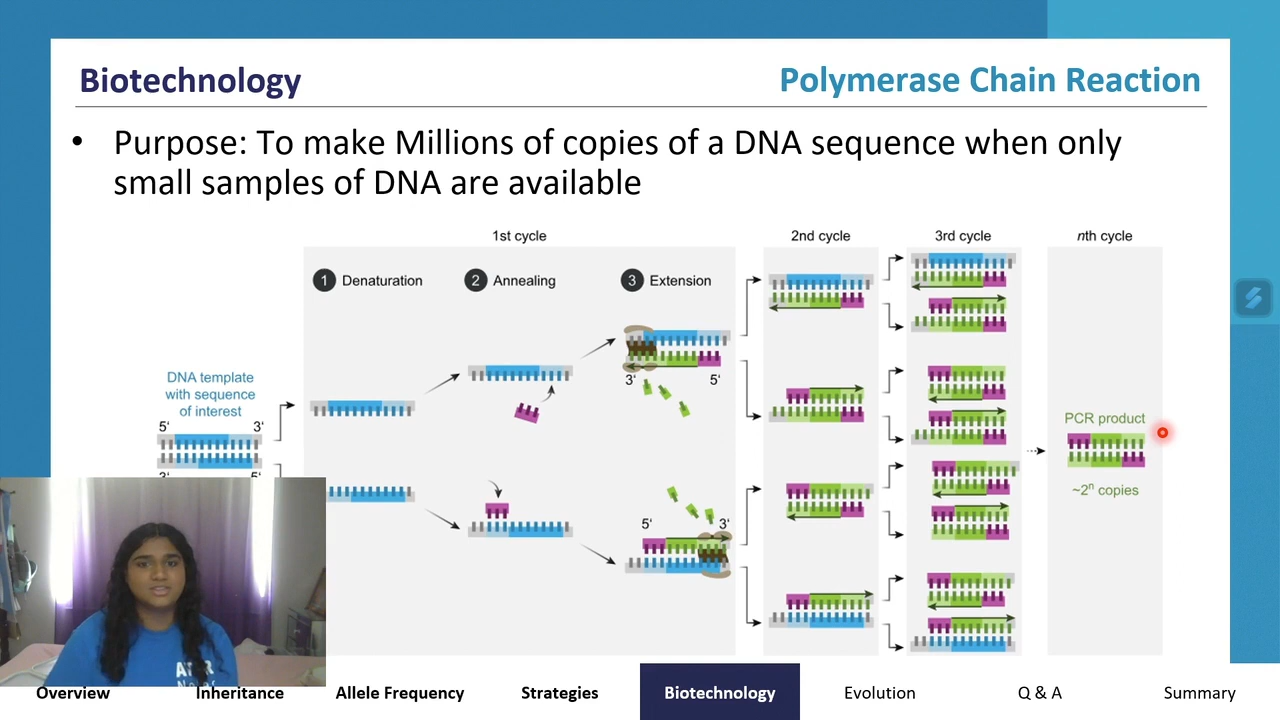 Biotechnology
Polymerase Chain Reaction
• Purpose: To make Millions of copies of a DNA sequence when only
small samples of DNA are available
1st cycle
2nd cycle
3rd cycle
nth cycle
1 Denaturation
2 Annealing
3 Extension
DNA template
with sequence
of interest
5' 3'
3' 5'
3' 5'
5' 3'
PCR product
~2ⁿ copies
Overview
Inheritance
Allele Frequency
Strategies
Biotechnology
Evolution
Q & A
Summary